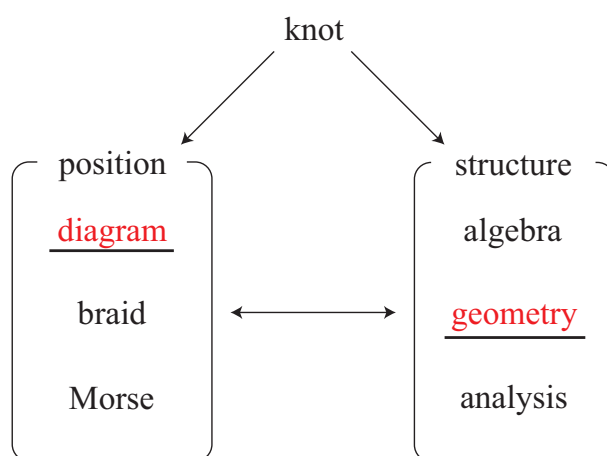 knot
position
diagram
braid
Morse
structure
algebra
geometry
analysis